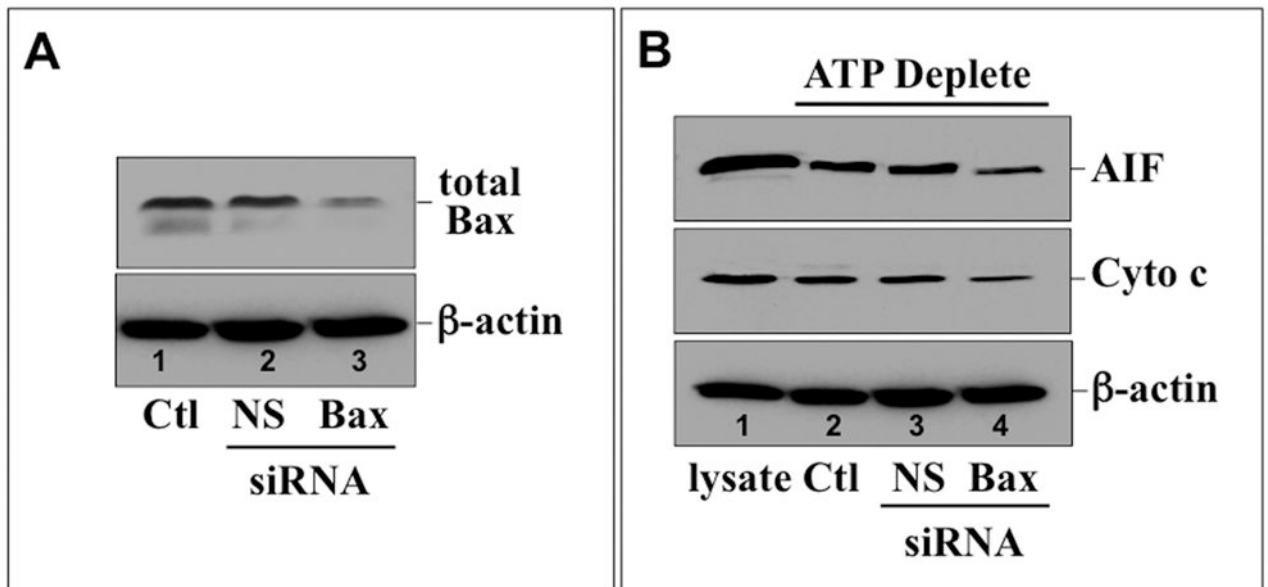 A
total
Bax
β-actin
1 2 3
Ctl NS Bax
siRNA
B
ATP Deplete
AIF
Cyto c
β-actin
1 2 3 4
lysate Ctl NS Bax
siRNA